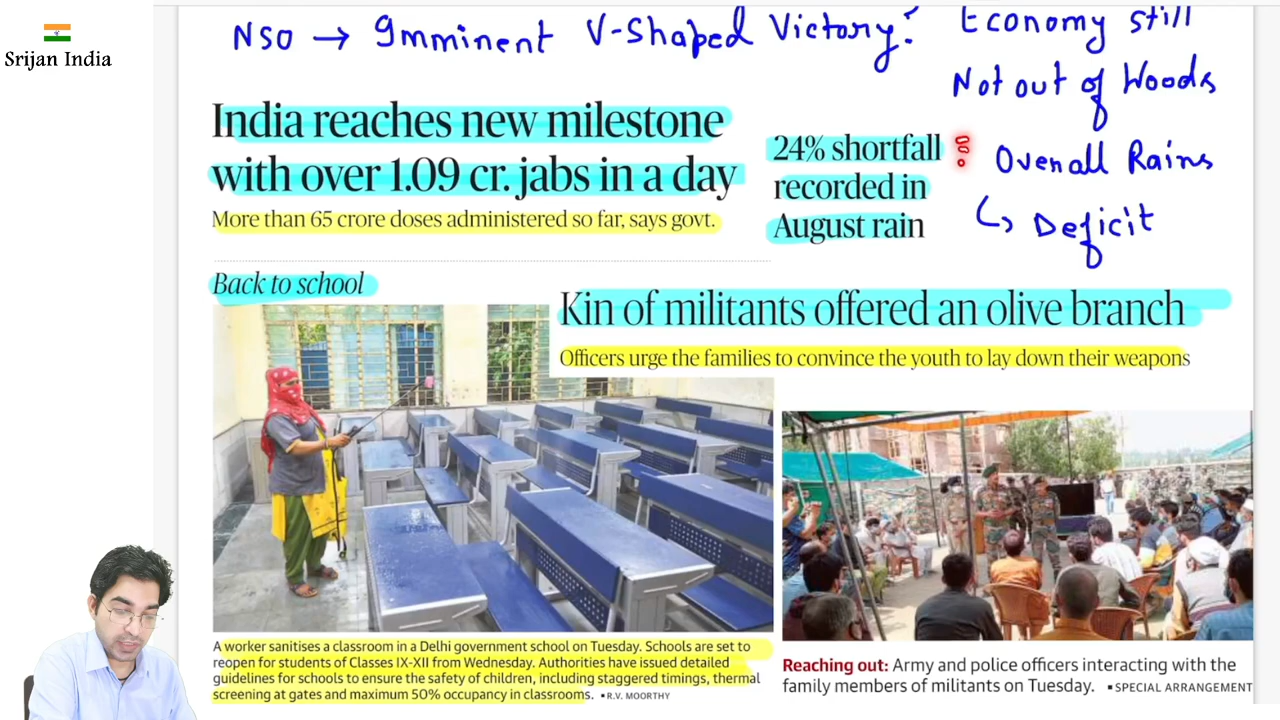 Srijan India
NSO → Imminent V-Shaped Victory?
Economy still
Not out of Woods
Overall Rains
↳ Deficit
India reaches new milestone
with over 1.09 cr. jabs in a day
More than 65 crore doses administered so far, says govt.
24% shortfall
recorded in
August rain
Back to school
Kin of militants offered an olive branch
Officers urge the families to convince the youth to lay down their weapons
A worker sanitises a classroom in a Delhi government school on Tuesday. Schools are set to
reopen for students of Classes IX-XII from Wednesday. Authorities have issued detailed
guidelines for schools to ensure the safety of children, including staggered timings, thermal
screening at gates and maximum 50% occupancy in classrooms. ▪R.V. MOORTHY
Reaching out: Army and police officers interacting with the
family members of militants on Tuesday. ▪SPECIAL ARRANGEMENT